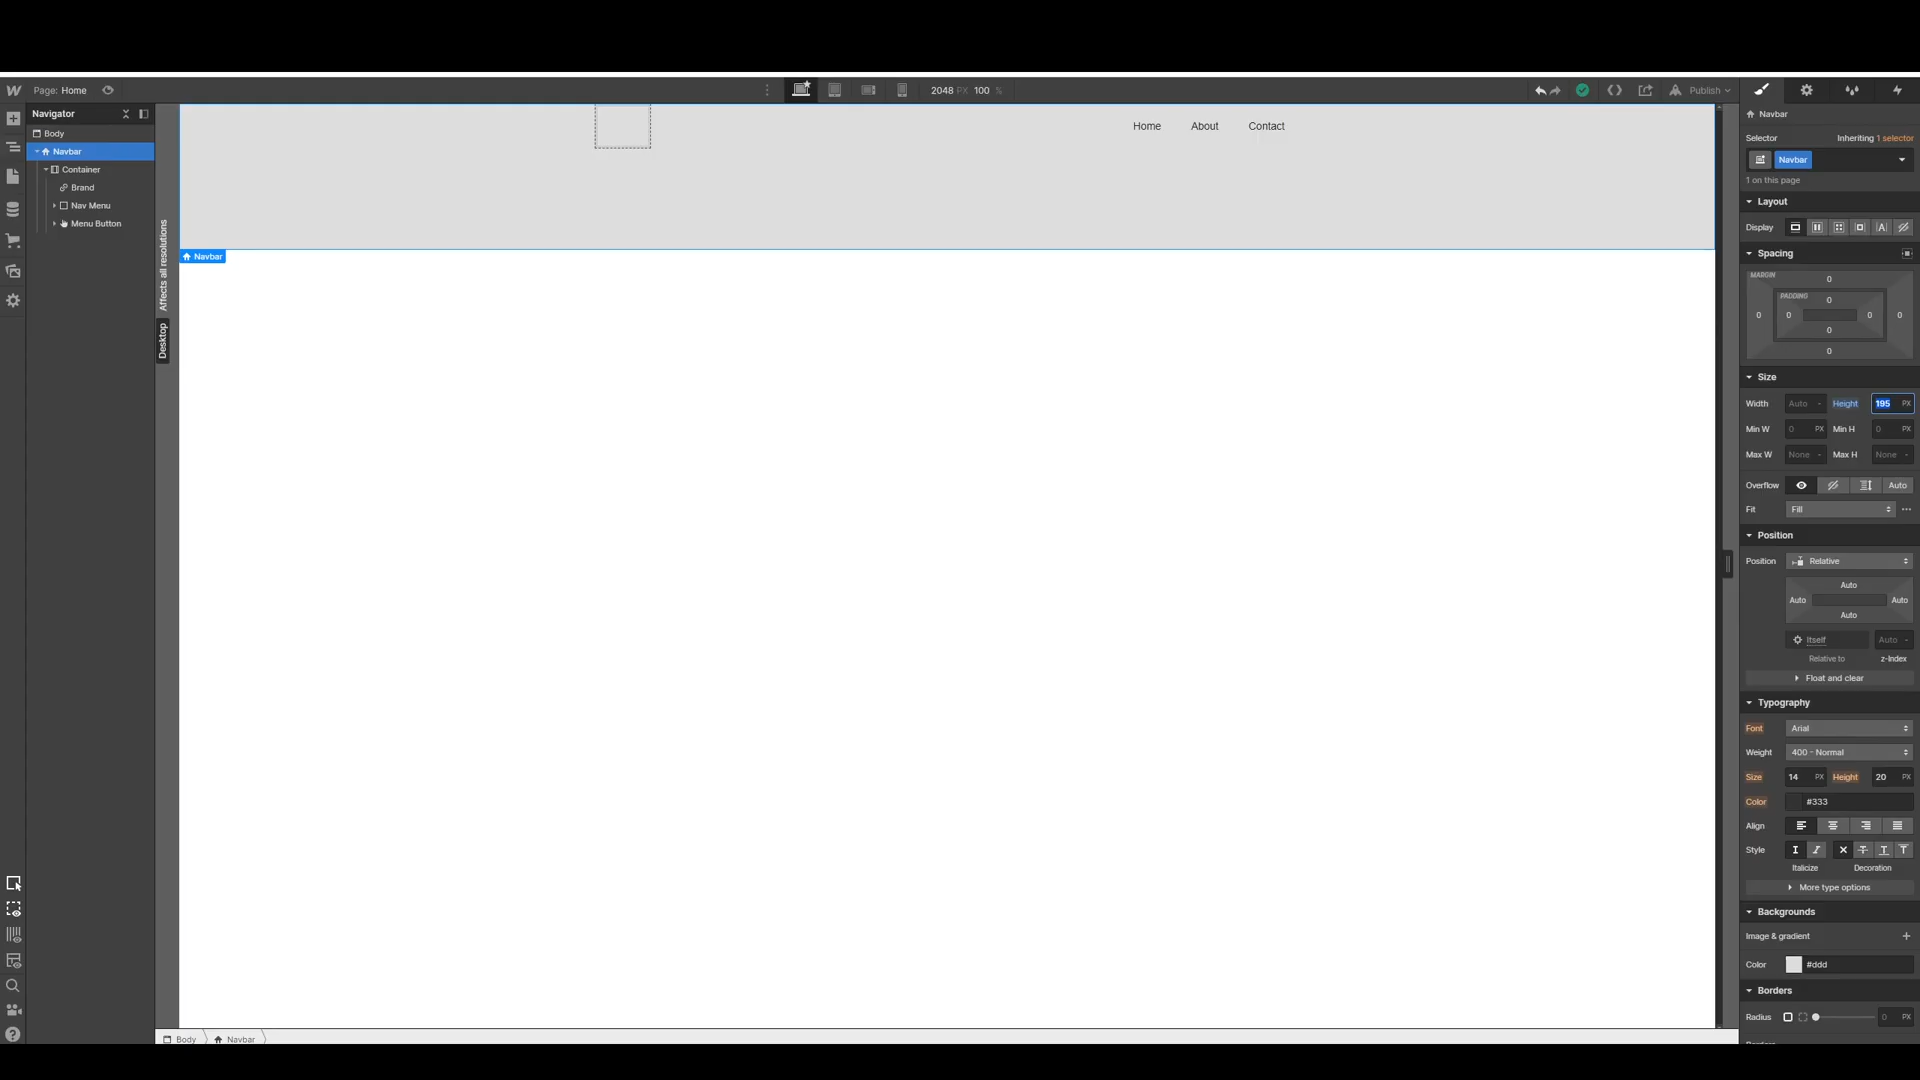 Page: Home
2048 PX 100 %
Publish
Navigator
Body
Navbar
Container
Brand
Nav Menu
Menu Button
Affects all resolutions
Desktop
Home About Contact
Navbar
Navbar
Selector Inheriting 1 selector
Navbar
1 on this page
Layout
Display
Spacing
MARGIN
0
PADDING
0
0 0 0 0
0
0
Size
Width Auto - Height 195 PX
Min W 0 PX Min H 0 PX
Max W None - Max H None -
Overflow Auto
Fit Fill
Position
Position Relative
Auto
Auto Auto
Auto
Itself Auto -
Relative to z-Index
Float and clear
Typography
Font Arial
Weight 400 - Normal
Size 14 PX Height 20 PX
Color #333
Align
Style
Italicize Decoration
More type options
Backgrounds
Image & gradient
Color #ddd
Borders
Radius 0 PX
Body Navbar